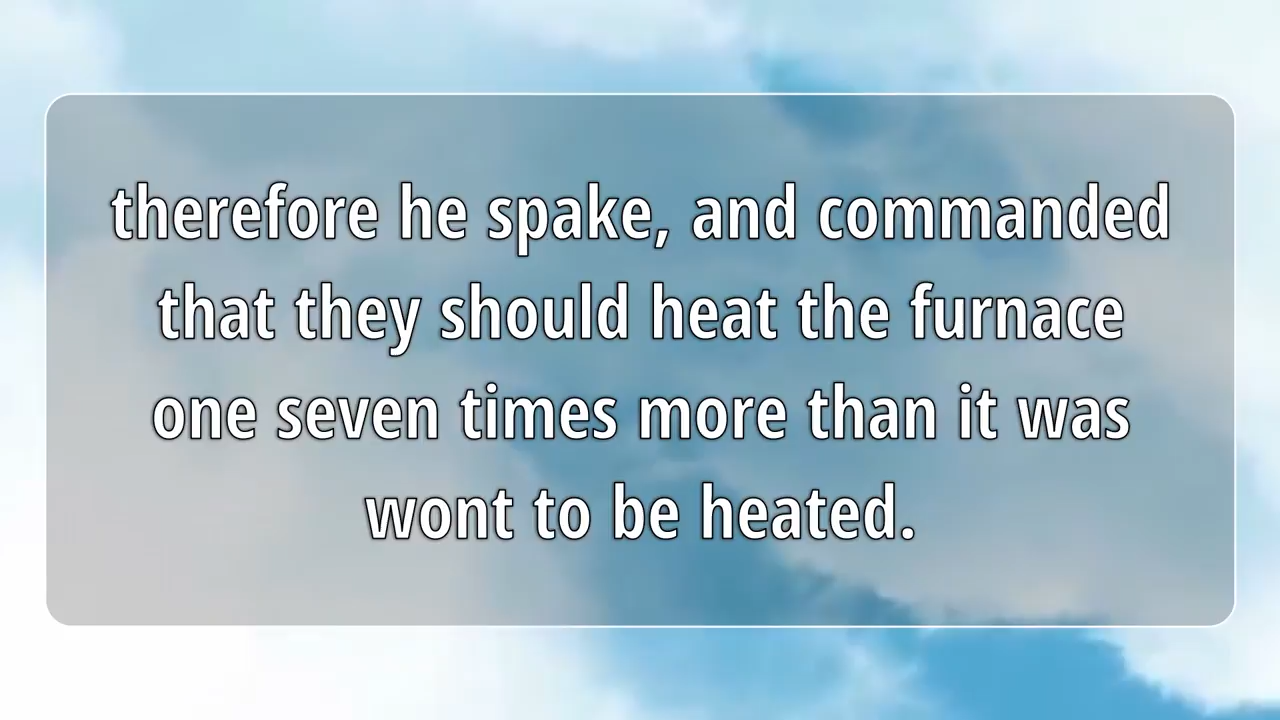 therefore he spake, and commanded
that they should heat the furnace
one seven times more than it was
wont to be heated.